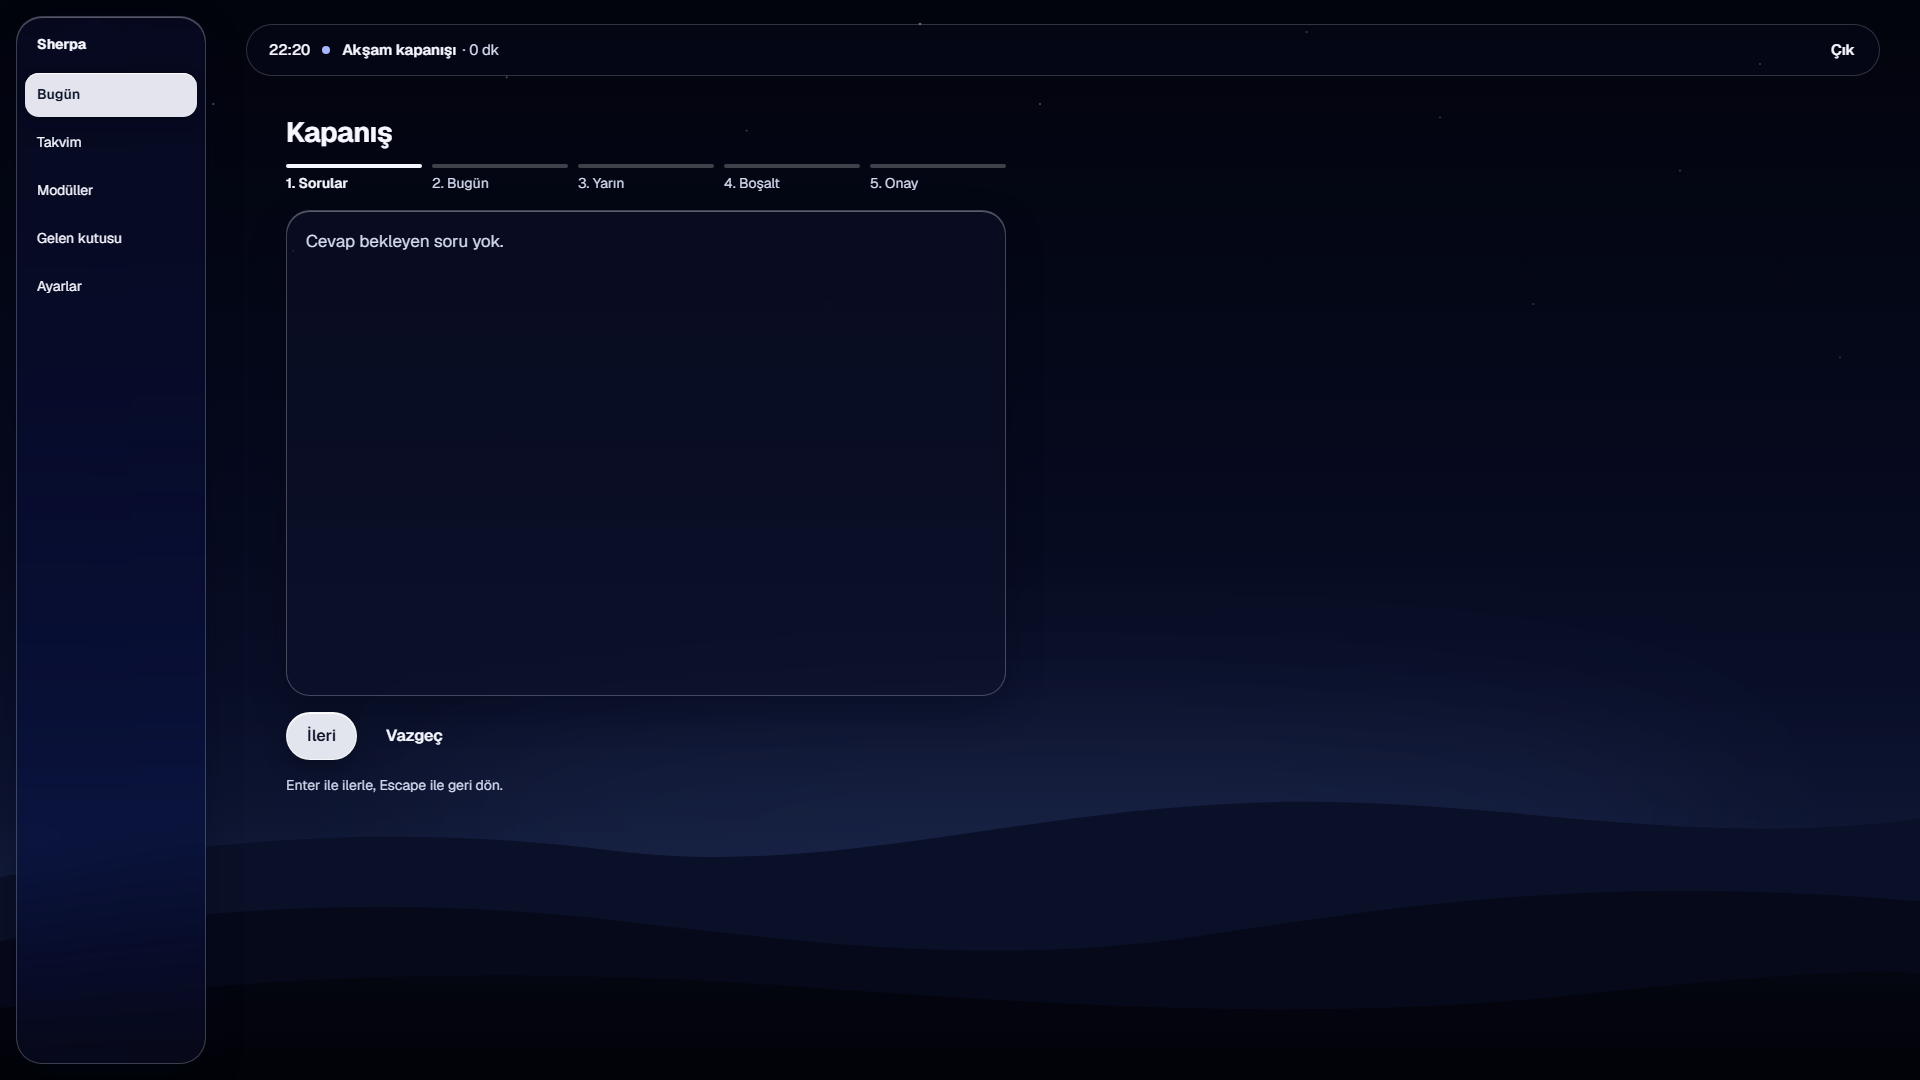 Sherpa
Bugün
Takvim
Modüller
Gelen kutusu
Ayarlar
22:20 Akşam kapanışı · 0 dk
Çık
Kapanış
1. Sorular
2. Bugün
3. Yarın
4. Boşalt
5. Onay
Cevap bekleyen soru yok.
İleri
Vazgeç
Enter ile ilerle, Escape ile geri dön.